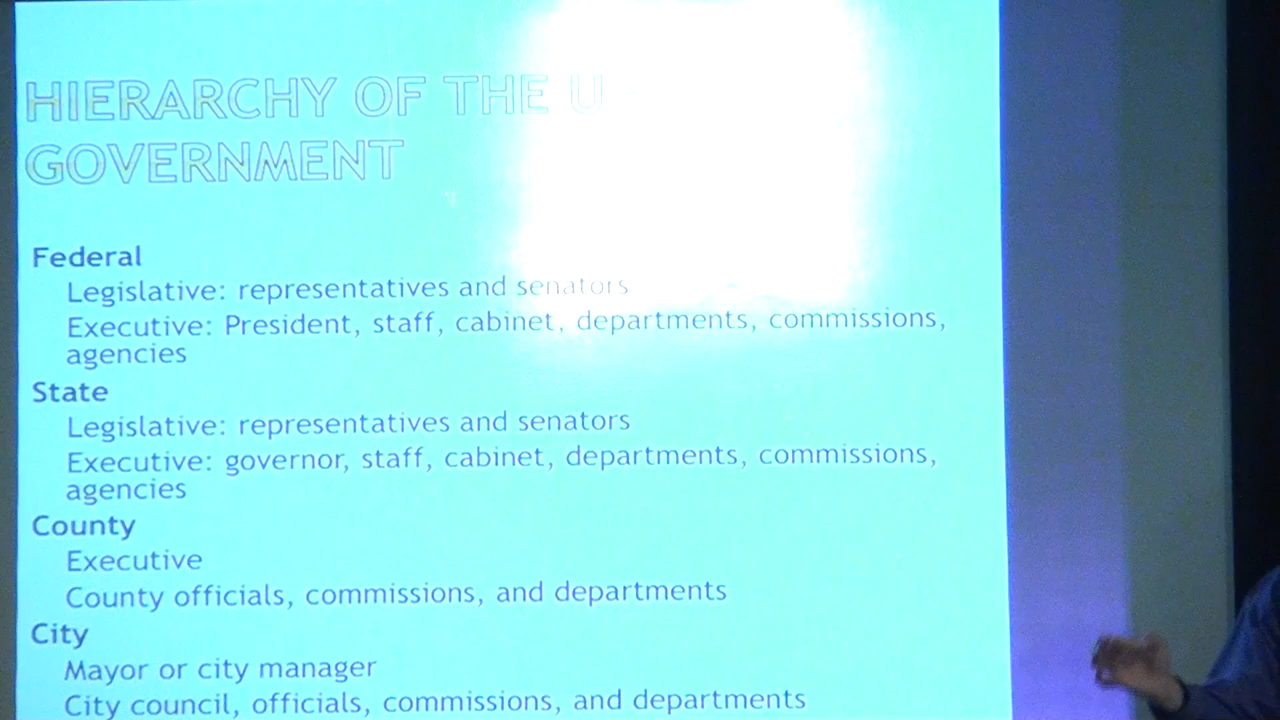 HIERARCHY OF THE U
GOVERNMENT
Federal
Legislative: representatives and senators
Executive: President, staff, cabinet, departments, commissions,
agencies
State
Legislative: representatives and senators
Executive: governor, staff, cabinet, departments, commissions,
agencies
County
Executive
County officials, commissions, and departments
City
Mayor or city manager
City council, officials, commissions, and departments